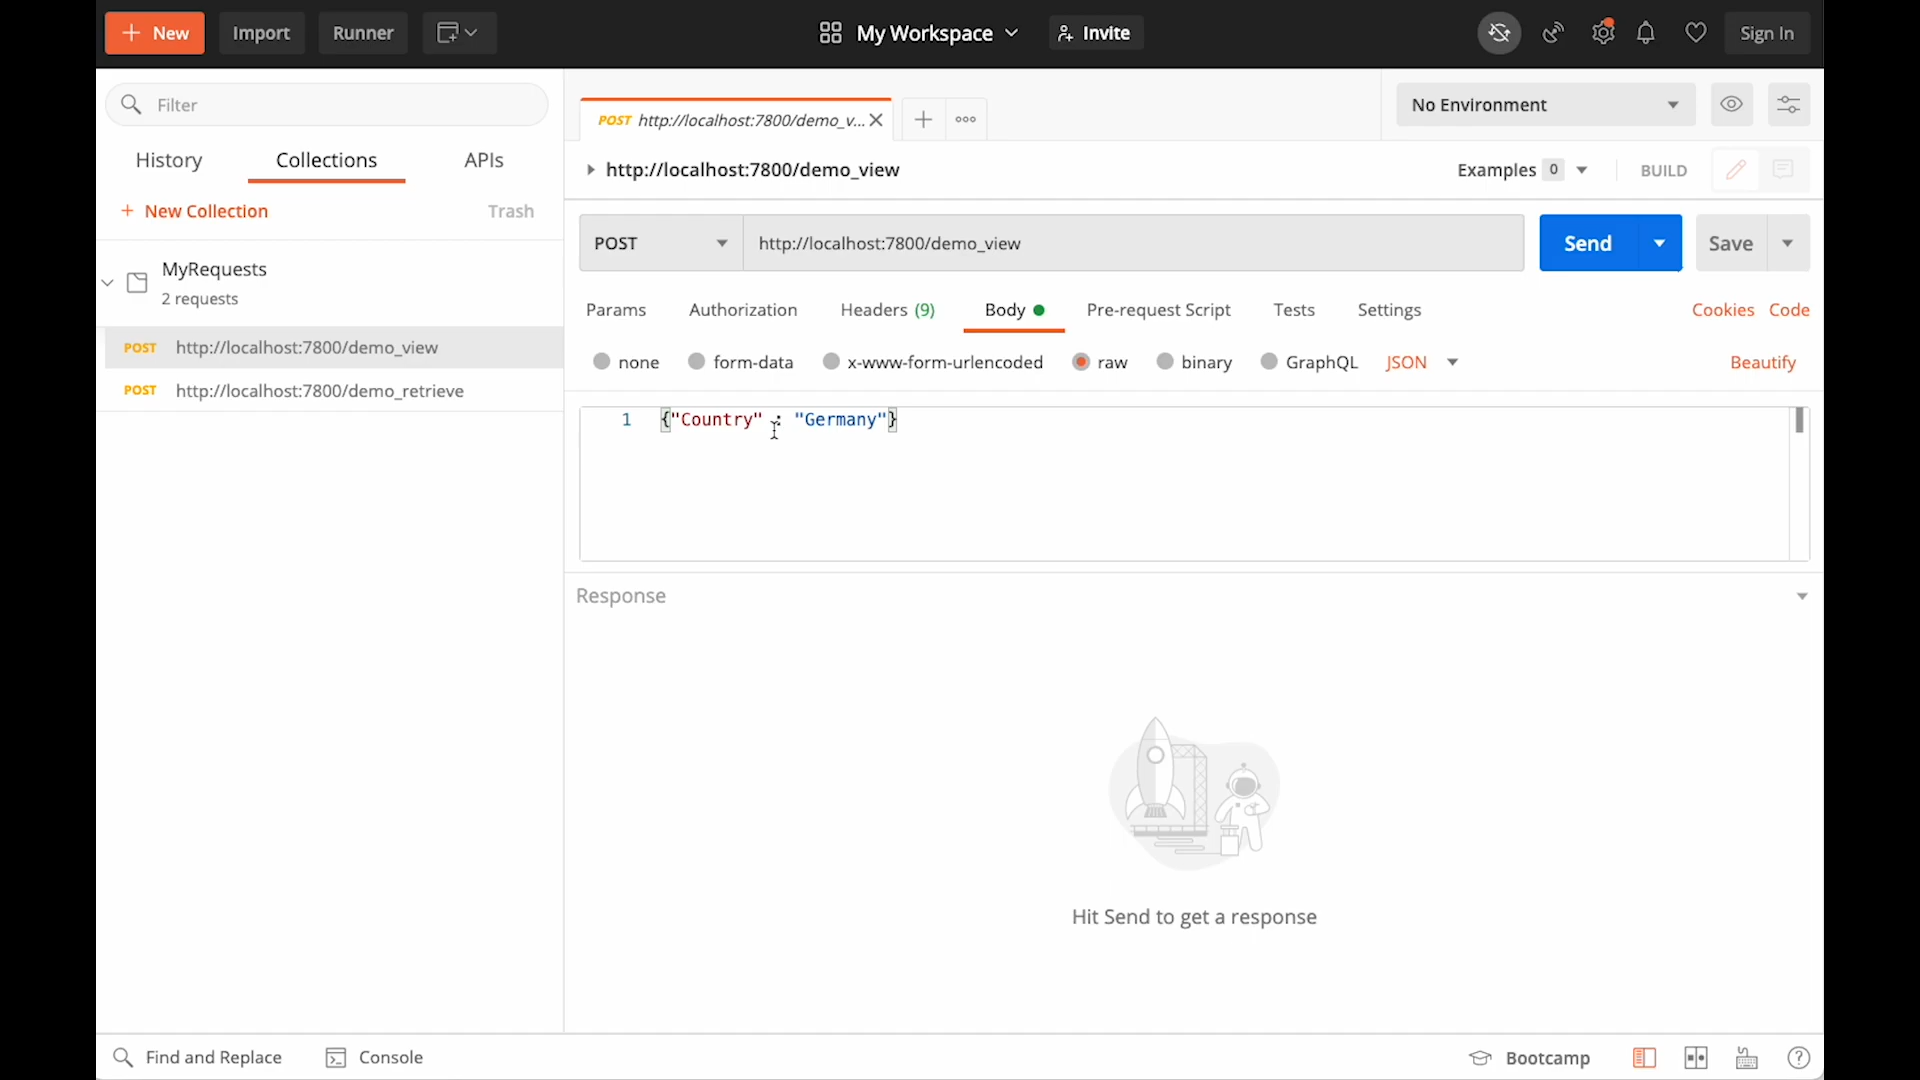 New
Import
Runner
My Workspace
Invite
Sign In
Filter
History
Collections
APIs
New Collection
Trash
MyRequests
2 requests
POST http://localhost:7800/demo_view
POST http://localhost:7800/demo_retrieve
POST http://localhost:7800/demo_v...
No Environment
http://localhost:7800/demo_view
Examples 0
BUILD
POST
http://localhost:7800/demo_view
Send
Save
Params
Authorization
Headers (9)
Body
Pre-request Script
Tests
Settings
Cookies
Code
none
form-data
x-www-form-urlencoded
raw
binary
GraphQL
JSON
Beautify
1 {"Country" : "Germany"}
Response
Hit Send to get a response
Find and Replace
Console
Bootcamp